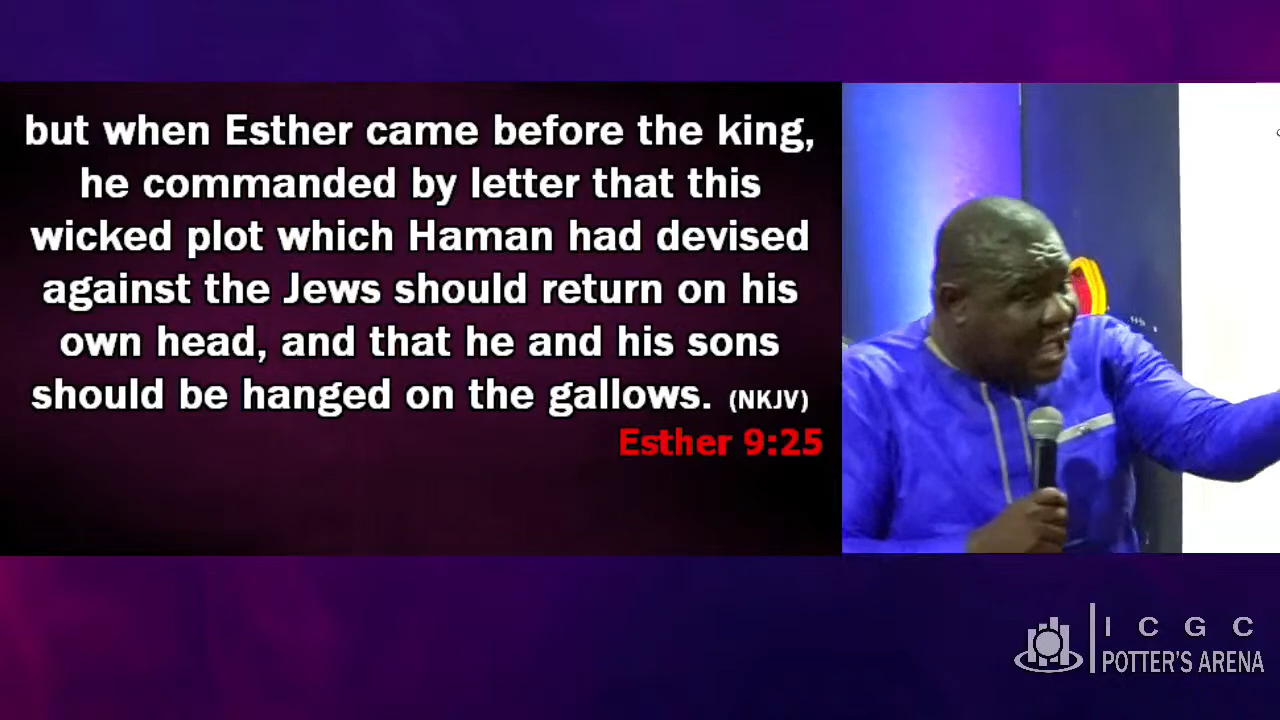 but when Esther came before the king,
he commanded by letter that this
wicked plot which Haman had devised
against the Jews should return on his
own head, and that he and his sons
should be hanged on the gallows. (NKJV)
Esther 9:25
ICGC
POTTER'S ARENA